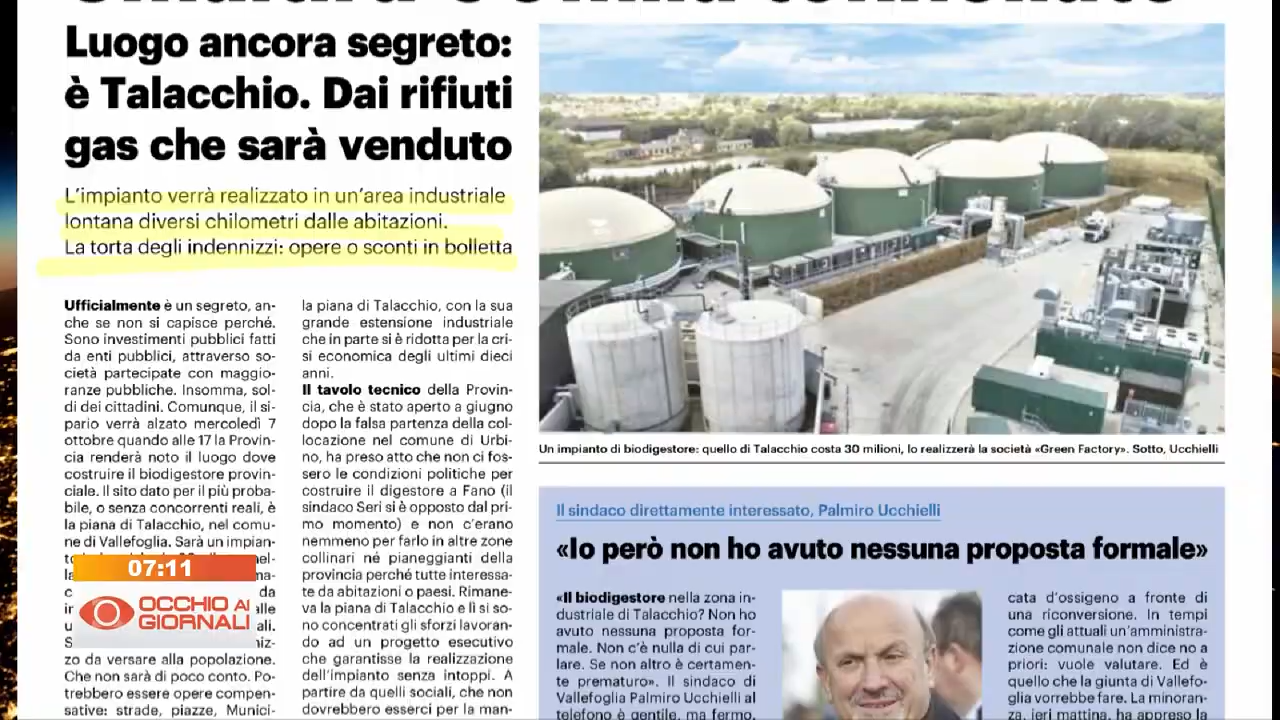 Luogo ancora segreto:
è Talacchio. Dai rifiuti
gas che sarà venduto
L'impianto verrà realizzato in un'area industriale
lontana diversi chilometri dalle abitazioni.
La torta degli indennizzi: opere o sconti in bolletta
Ufficialmente è un segreto, an-
che se non si capisce perché.
Sono investimenti pubblici fatti
da enti pubblici, attraverso so-
cietà partecipate con maggio-
ranze pubbliche. Insomma, sol-
di dei cittadini. Comunque, il si-
pario verrà alzato mercoledì 7
ottobre quando alle 17 la Provin-
cia renderà noto il luogo dove
costruire il biodigestore provin-
ciale. Il sito dato per il più proba-
bile, o senza concorrenti reali, è
la piana di Talacchio, nel comu-
ne di Vallefoglia. Sarà un impian-
zo da versare alla popolazione.
Che non sarà di poco conto. Po-
trebbero essere opere compen-
sative: strade, piazze, Munici-
la piana di Talacchio, con la sua
grande estensione industriale
che in parte si è ridotta per la cri-
si economica degli ultimi dieci
anni.
Il tavolo tecnico della Provin-
cia, che è stato aperto a giugno
dopo la falsa partenza della col-
locazione nel comune di Urbi-
no, ha preso atto che non ci fos-
sero le condizioni politiche per
costruire il digestore a Fano (il
sindaco Seri si è opposto dal pri-
mo momento) e non c'erano
nemmeno per farlo in altre zone
collinari né pianeggianti della
provincia perché tutte interessa-
te da abitazioni o paesi. Rimane-
va la piana di Talacchio e lì si so-
no concentrati gli sforzi lavoran-
do ad un progetto esecutivo
che garantisse la realizzazione
dell'impianto senza intoppi. A
partire da quelli sociali, che non
dovrebbero esserci per la man-
Un impianto di biodigestore: quello di Talacchio costa 30 milioni, lo realizzerà la società «Green Factory». Sotto, Ucchielli
Il sindaco direttamente interessato, Palmiro Ucchielli
«Io però non ho avuto nessuna proposta formale»
«Il biodigestore nella zona in-
dustriale di Talacchio? Non ho
avuto nessuna proposta for-
male. Non c'è nulla di cui par-
lare. Se non altro è certamen-
te prematuro». Il sindaco di
Vallefoglia Palmiro Ucchielli al
telefono è gentile, ma fermo.
cata d'ossigeno a fronte di
una riconversione. In tempi
come gli attuali un'amministra-
zione comunale non dice no a
priori: vuole valutare. Ed è
quello che la giunta di Vallefo-
glia vorrebbe fare. La minoran-
za, ieri mattina, ha appreso la
07:11
OCCHIO AI
GIORNALI